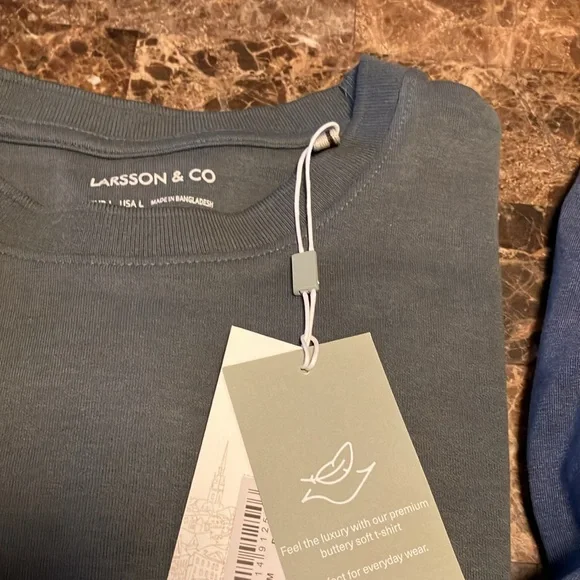 LARSSON & CO
USA L MADE IN BANGLADESH
Feel the luxury with our premium
buttery soft t-shirt
for everyday wear.